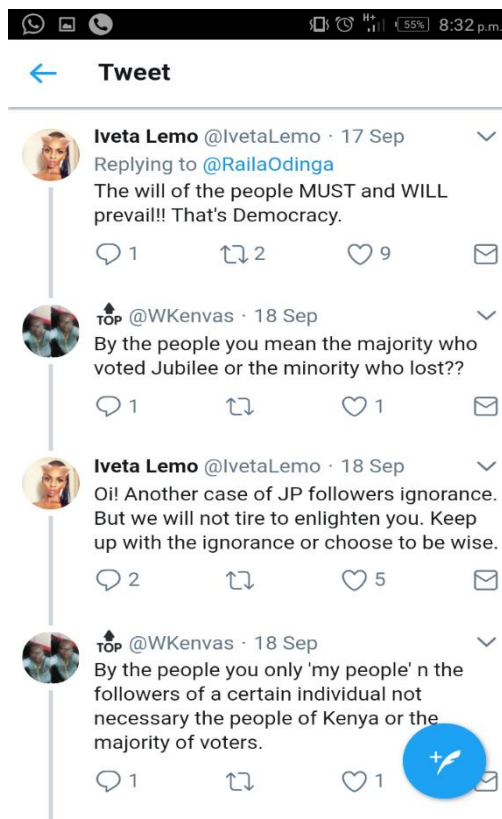 H+ 55% 8:32 p.m.
Tweet
Iveta Lemo @IvetaLemo · 17 Sep
Replying to @RailaOdinga
The will of the people MUST and WILL
prevail!! That's Democracy.
1 2 9
TOP @WKenvas · 18 Sep
By the people you mean the majority who
voted Jubilee or the minority who lost??
1 1
Iveta Lemo @IvetaLemo · 18 Sep
Oi! Another case of JP followers ignorance.
But we will not tire to enlighten you. Keep
up with the ignorance or choose to be wise.
2 5
TOP @WKenvas · 18 Sep
By the people you only 'my people' n the
followers of a certain individual not
necessary the people of Kenya or the
majority of voters.
1 1